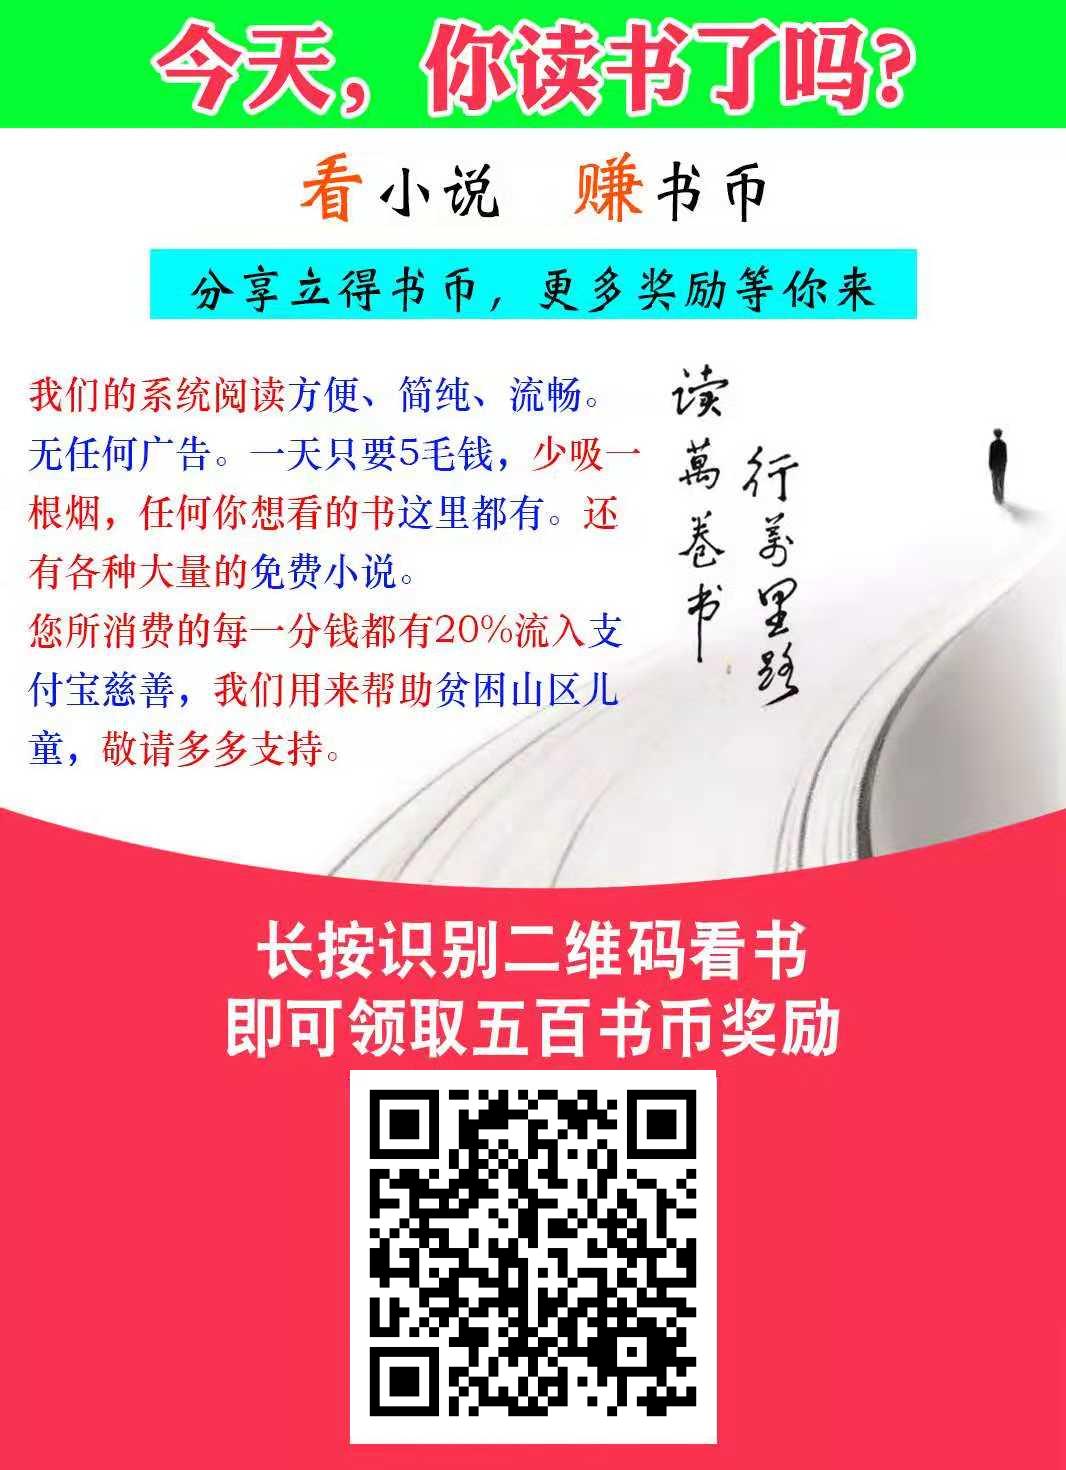 今天，你读书了吗?
看小说 赚书币
分享立得书币，更多奖励等你来
我们的系统阅读方便、简纯、流畅。
无任何广告。一天只要5毛钱，少吸一
根烟，任何你想看的书这里都有。还
有各种大量的免费小说。
您所消费的每一分钱都有20%流入支
付宝慈善，我们用来帮助贫困山区儿
童，敬请多多支持。
读萬卷书
行万里路
长按识别二维码看书
即可领取五百书币奖励